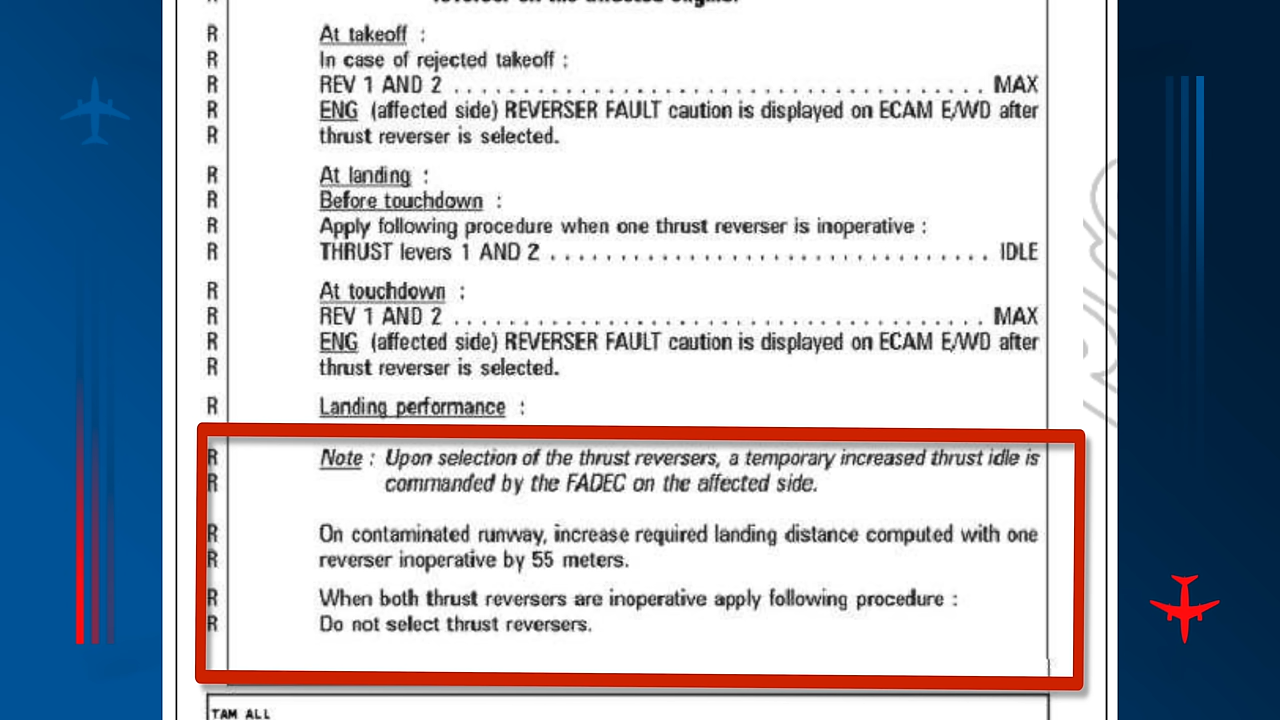 R reverser on the affected engine.
R At takeoff :
R In case of rejected takeoff :
R REV 1 AND 2 . . . . . . . . . . . . . . . . . . . . . . . . . . . . . . . . . . . . . . . MAX
R ENG (affected side) REVERSER FAULT caution is displayed on ECAM E/WD after
R thrust reverser is selected.
R At landing :
R Before touchdown :
R Apply following procedure when one thrust reverser is inoperative :
R THRUST levers 1 AND 2 . . . . . . . . . . . . . . . . . . . . . . . . . . . . . . . . IDLE
R At touchdown :
R REV 1 AND 2 . . . . . . . . . . . . . . . . . . . . . . . . . . . . . . . . . . . . . . . MAX
R ENG (affected side) REVERSER FAULT caution is displayed on ECAM E/WD after
R thrust reverser is selected.
R Landing performance :
R Note : Upon selection of the thrust reversers, a temporary increased thrust idle is
R commanded by the FADEC on the affected side.
R On contaminated runway, increase required landing distance computed with one
R reverser inoperative by 55 meters.
R When both thrust reversers are inoperative apply following procedure :
R Do not select thrust reversers.
TAM ALL